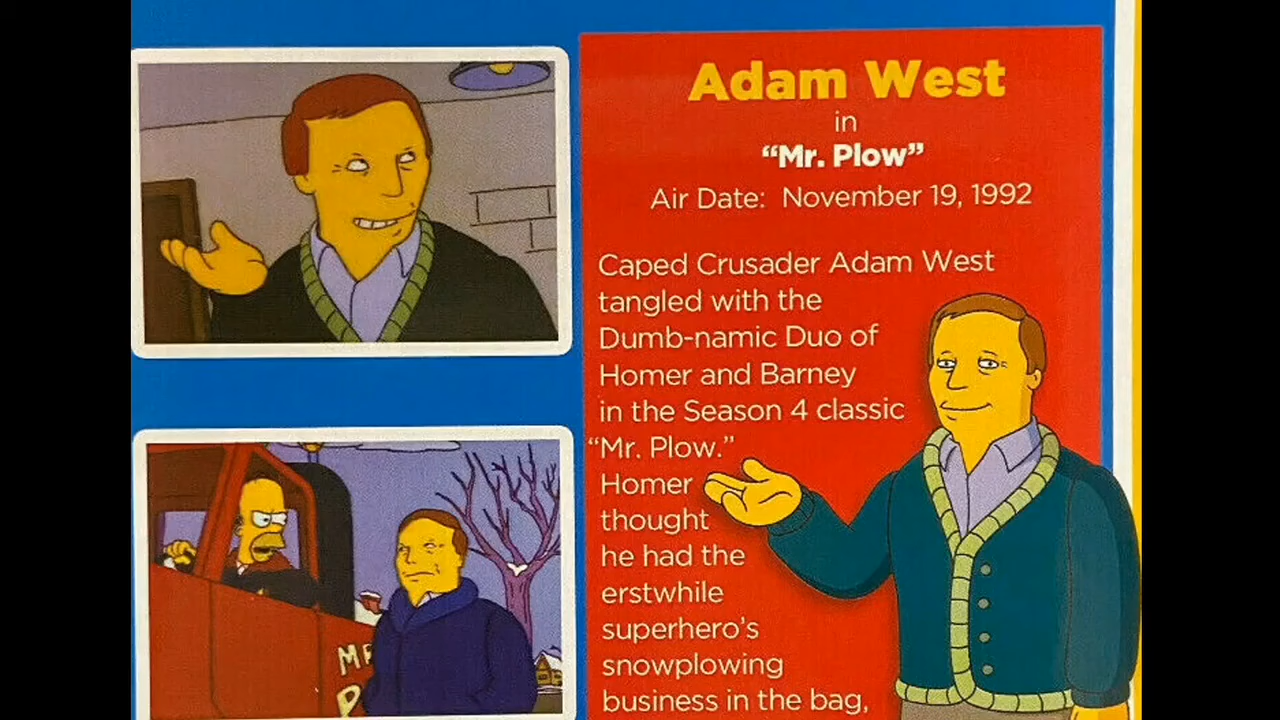 Adam West
in
“Mr. Plow”
Air Date: November 19, 1992
Caped Crusader Adam West
tangled with the
Dumb-namic Duo of
Homer and Barney
in the Season 4 classic
“Mr. Plow.”
Homer
thought
he had the
erstwhile
superhero’s
snowplowing
business in the bag,